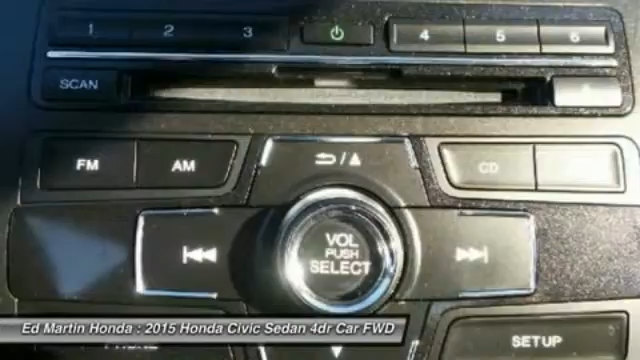 1 2 3 4 5 6
SCAN
FM AM CD
VOL
PUSH
SELECT
Ed Martin Honda : 2015 Honda Civic Sedan 4dr Car FWD
PHONE
SETUP